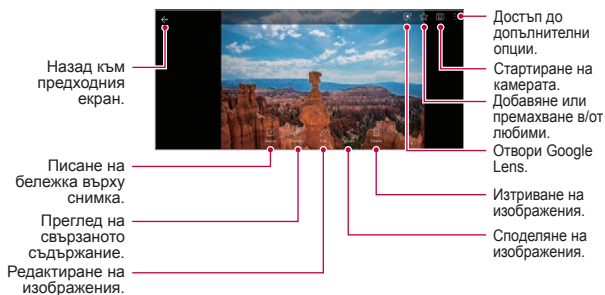 Назад към
предходния
екран.
Писане на
бележка върху
снимка.
Преглед на
свързаното
съдържание.
Редактиране на
изображения.
Достъп до
допълнителни
опции.
Стартиране на
камерата.
Добавяне или
премахване в/от
любими.
Отвори Google
Lens.
Изтриване на
изображения.
Споделяне на
изображения.